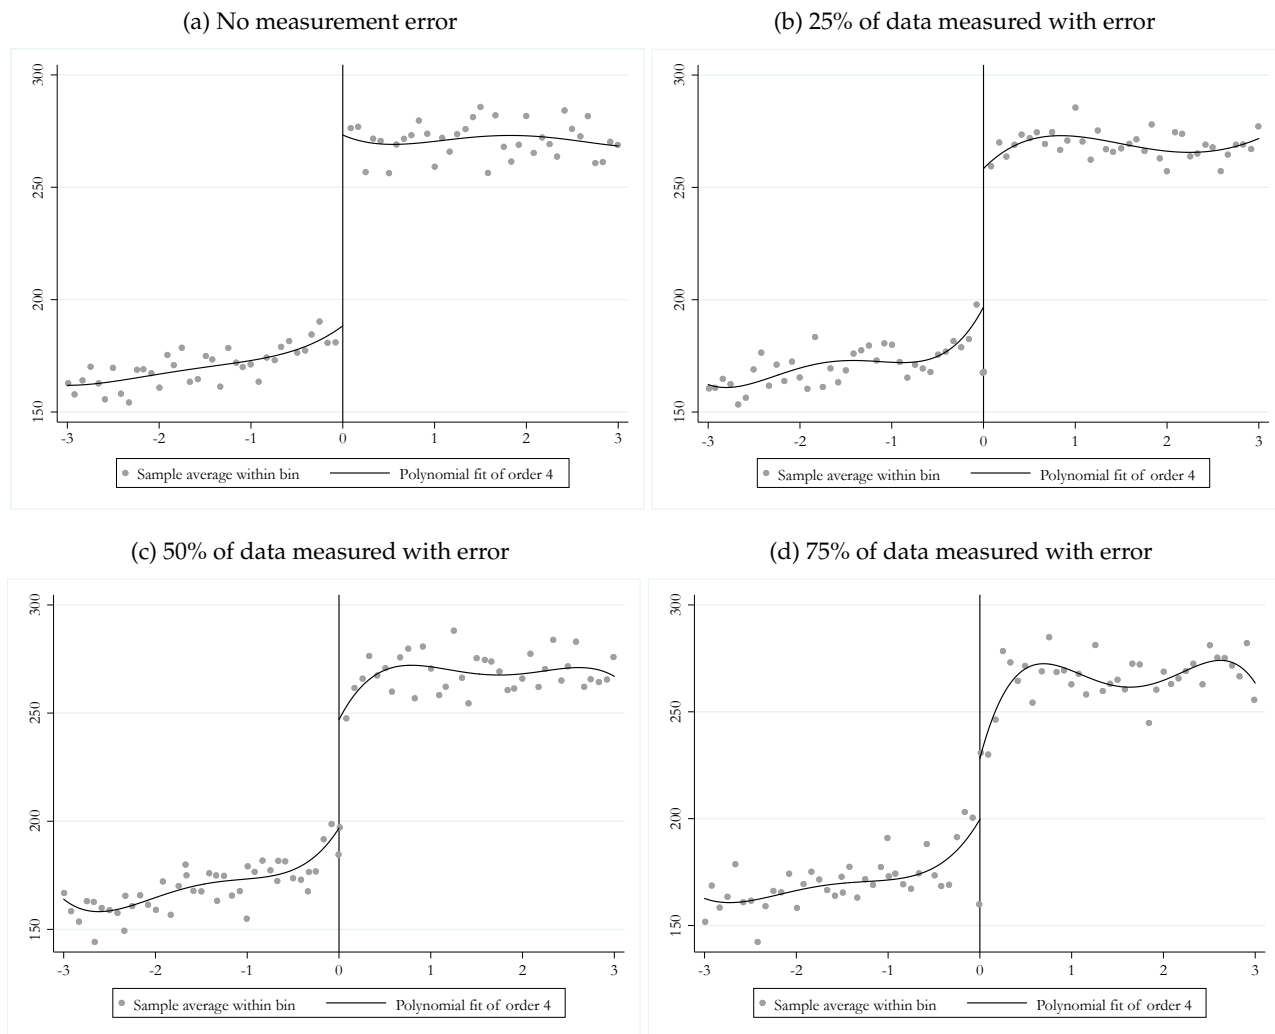 (a) No measurement error
300
250
200
150
-3 -2 -1 0 1 2 3
Sample average within bin Polynomial fit of order 4
(b) 25% of data measured with error
300
250
200
150
-3 -2 -1 0 1 2 3
Sample average within bin Polynomial fit of order 4
(c) 50% of data measured with error
300
250
200
150
-3 -2 -1 0 1 2 3
Sample average within bin Polynomial fit of order 4
(d) 75% of data measured with error
300
250
200
150
-3 -2 -1 0 1 2 3
Sample average within bin Polynomial fit of order 4